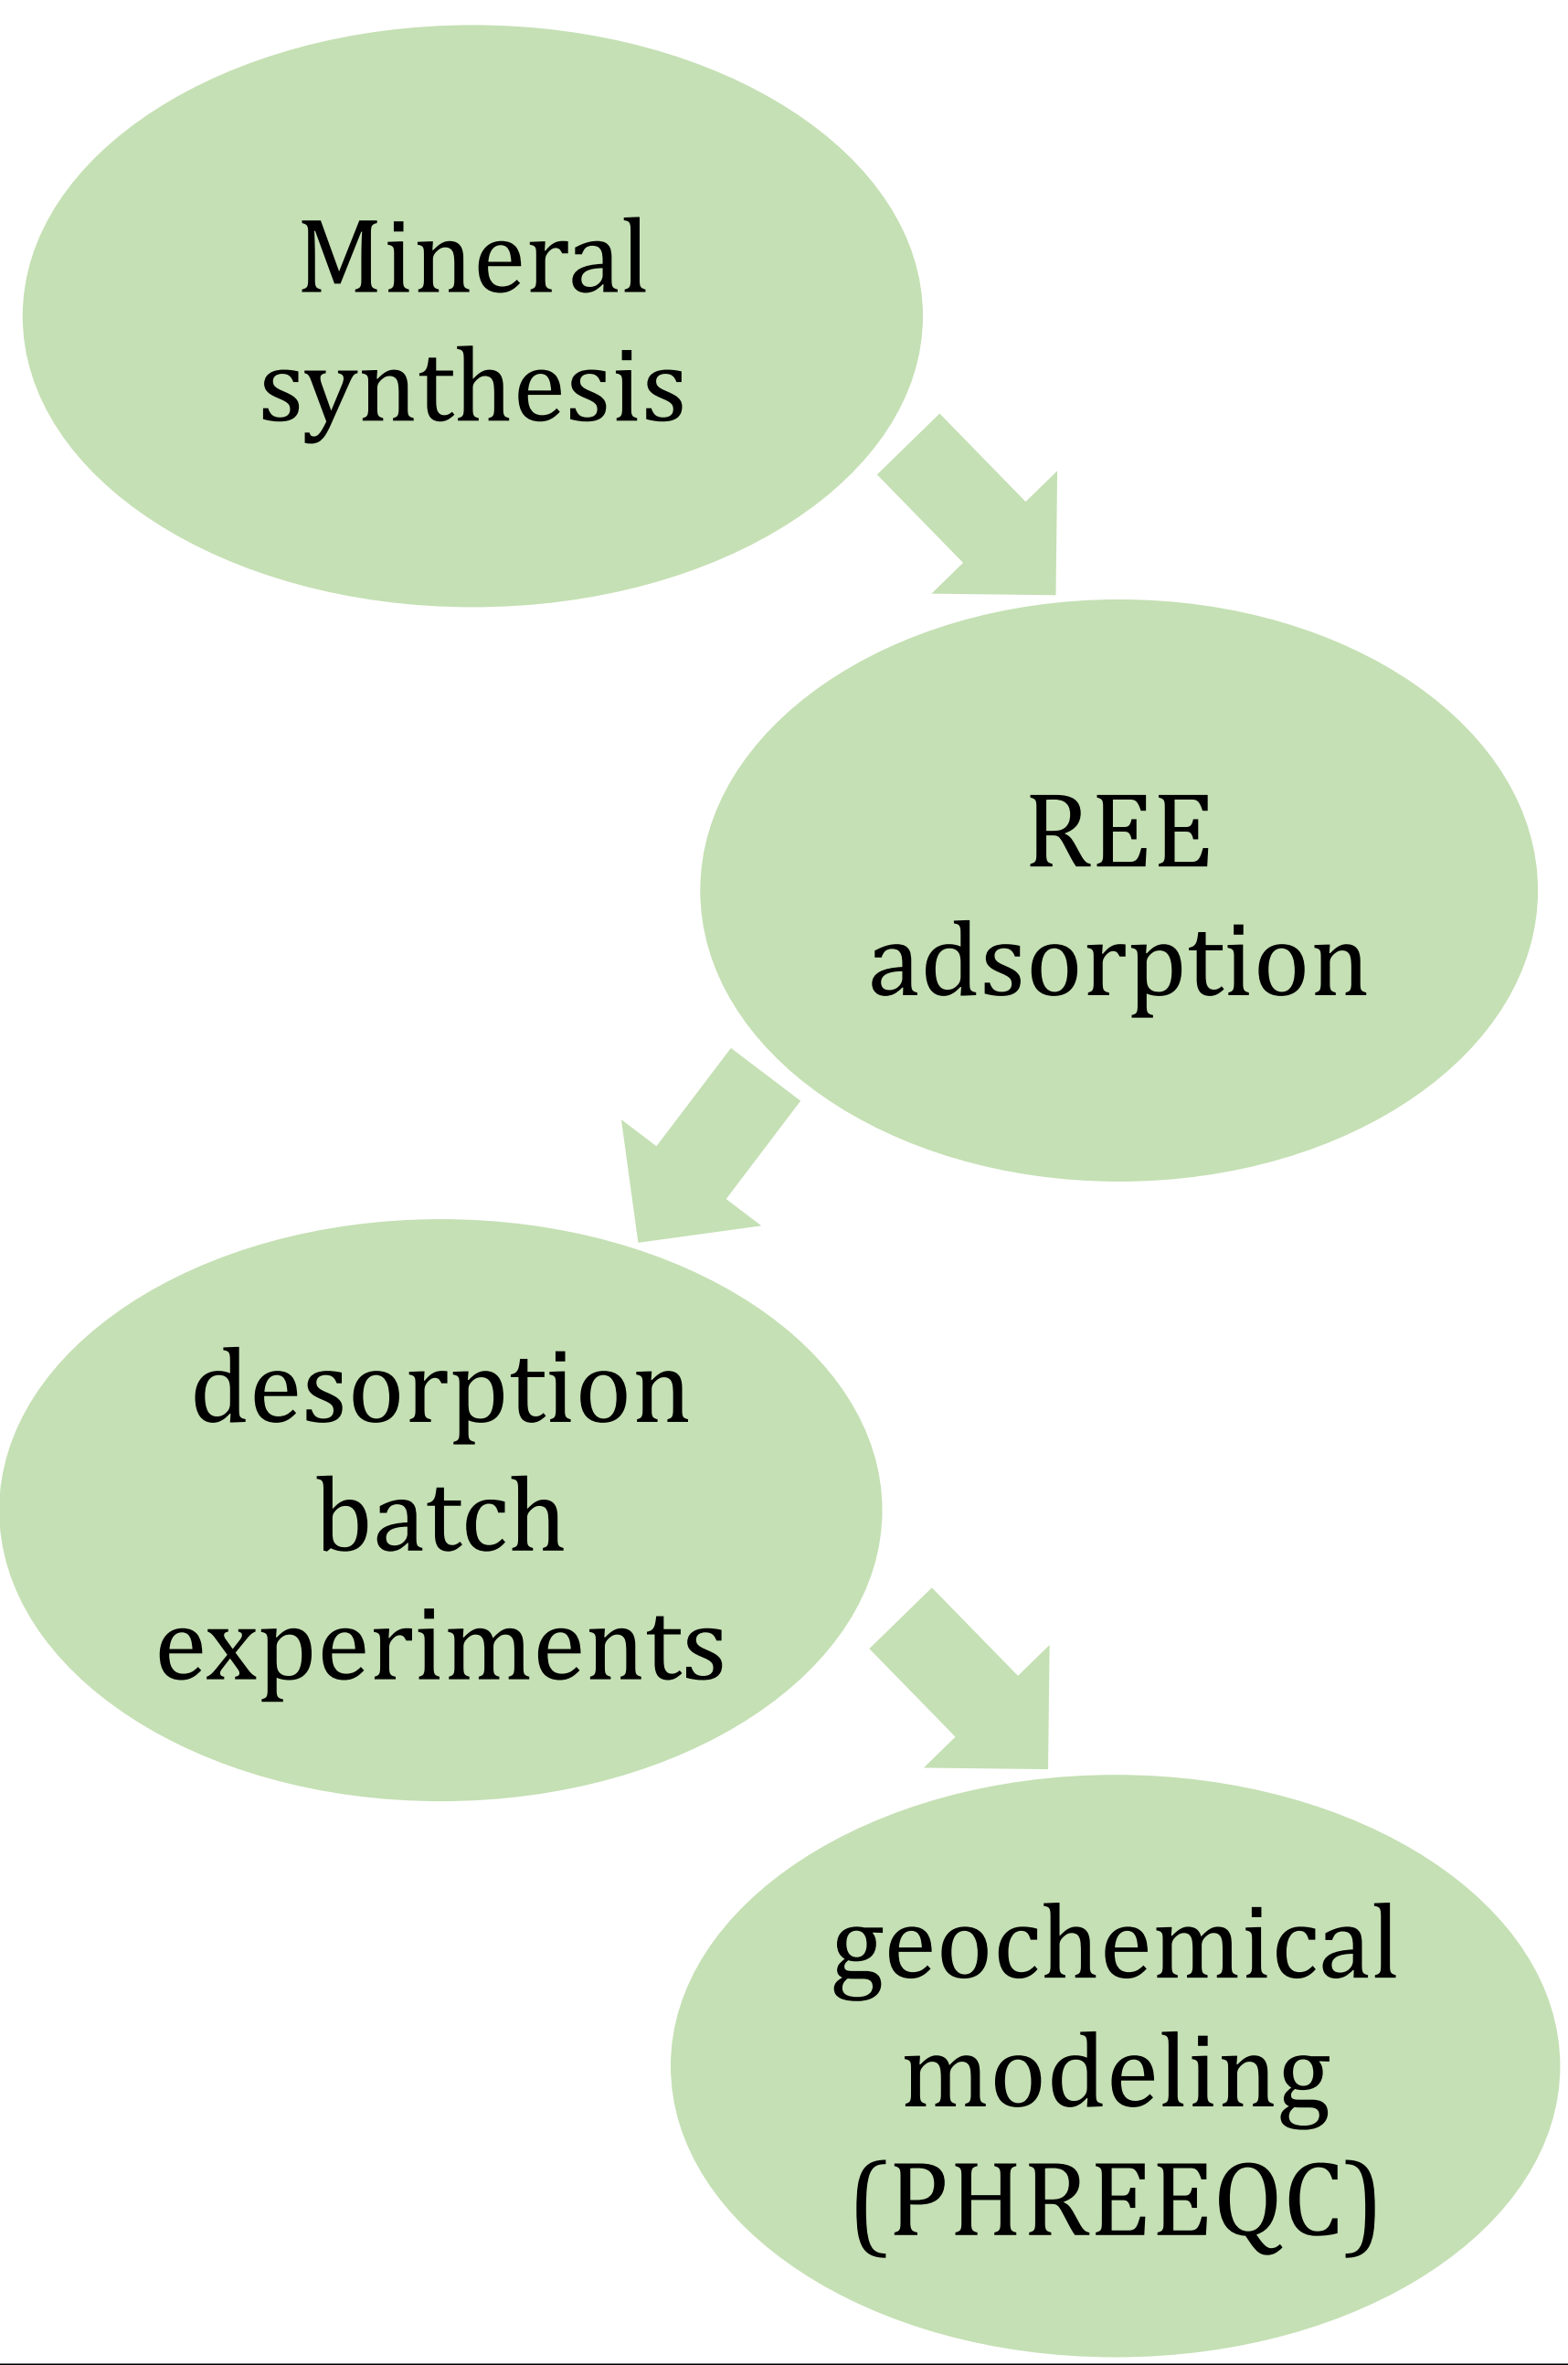 Mineral
synthesis
REE
adsorption
desorption
batch
experiments
geochemical
modeling
(PHREEQC)